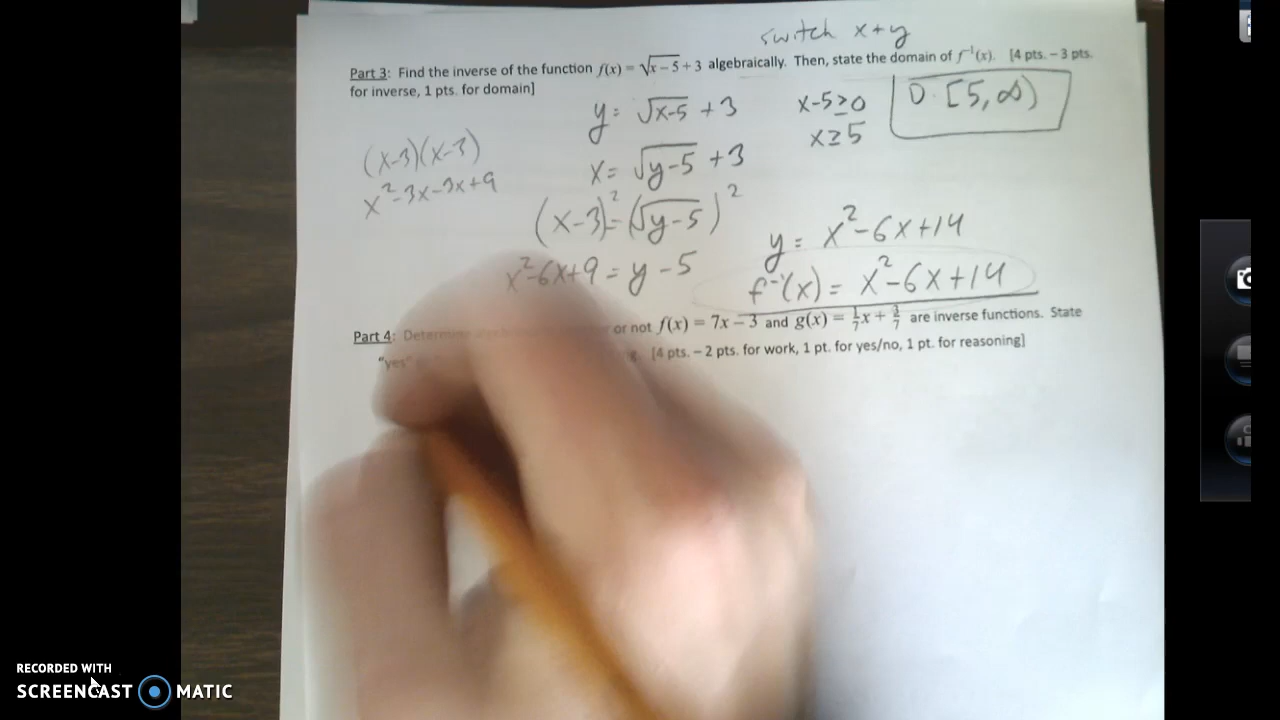 switch x+y
Part 3: Find the inverse of the function f(x) = √x − 5 + 3 algebraically. Then, state the domain of f⁻¹(x). [4 pts. – 3 pts.
for inverse, 1 pts. for domain]
y = √x-5 + 3
x-5≥0
D: [5,∞)
x≥5
(x-3)(x-3)
x²-3x-3x+9
x= √y-5 +3
(x-3)²=(√y-5)²
y= x²-6x+14
x²-6x+9 = y-5
f⁻¹(x) = x²-6x+14
Part 4: or not f(x) = 7x − 3 and g(x) = 1/7x + 3/7 are inverse functions. State
"yes" [4 pts. – 2 pts. for work, 1 pt. for yes/no, 1 pt. for reasoning]
RECORDED WITH
SCREENCAST MATIC